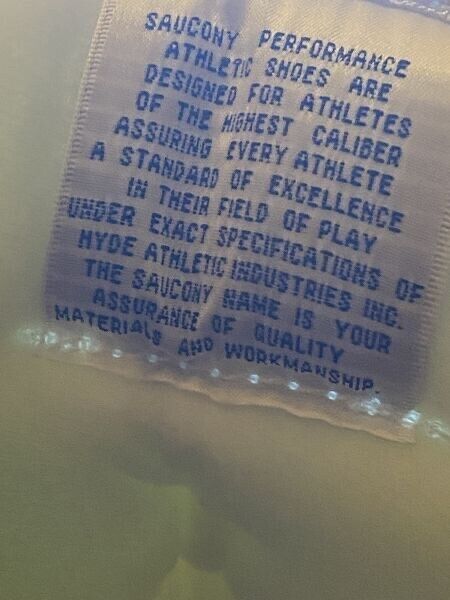 SAUCONY PERFORMANCE
ATHLETIC SHOES ARE
DESIGNED FOR ATHLETES
OF THE HIGHEST CALIBER
ASSURING EVERY ATHLETE
A STANDARD OF EXCELLENCE
IN THEIR FIELD OF PLAY
UNDER EXACT SPECIFICATIONS OF
HYDE ATHLETIC INDUSTRIES INC.
THE SAUCONY NAME IS YOUR
ASSURANCE OF QUALITY
MATERIALS AND WORKMANSHIP.